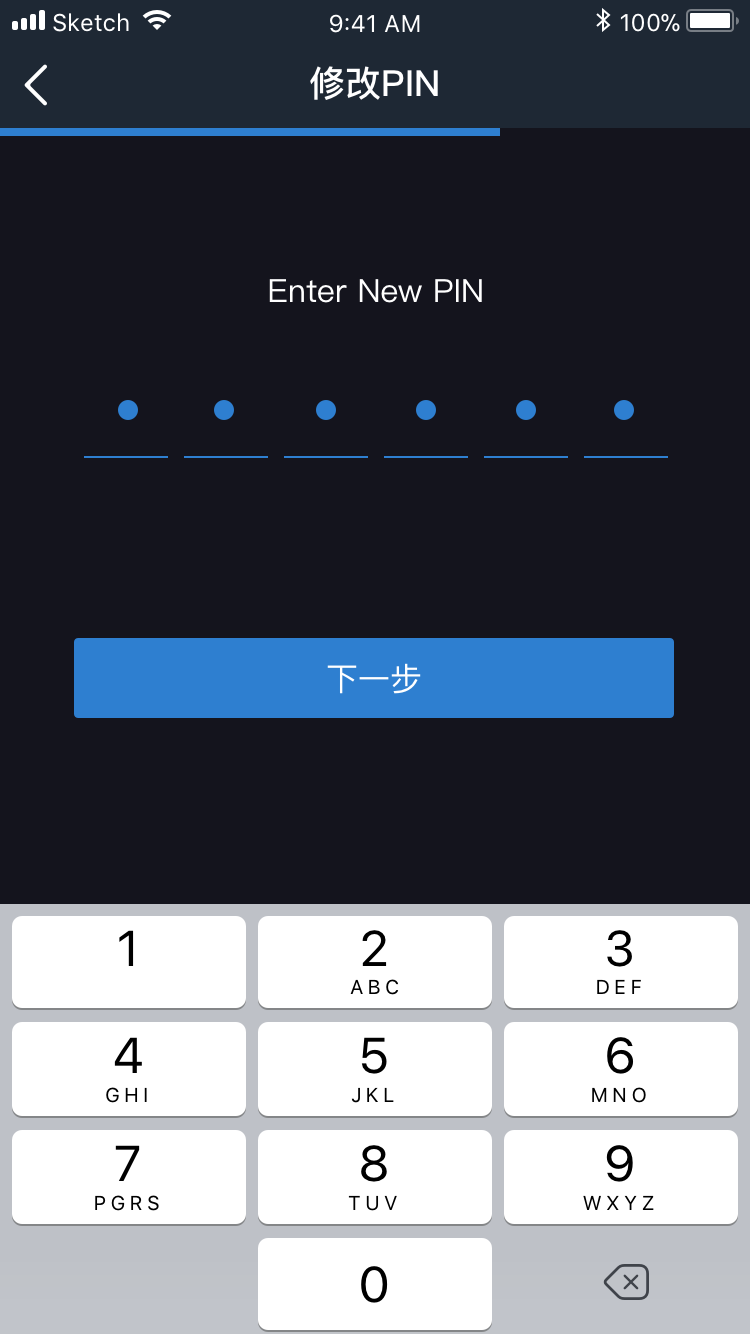 Sketch 9:41 AM 100%
修改PIN
Enter New PIN
下一步
1 2 3
ABC DEF
4 5 6
GHI JKL MNO
7 8 9
PGRS TUV WXYZ
0